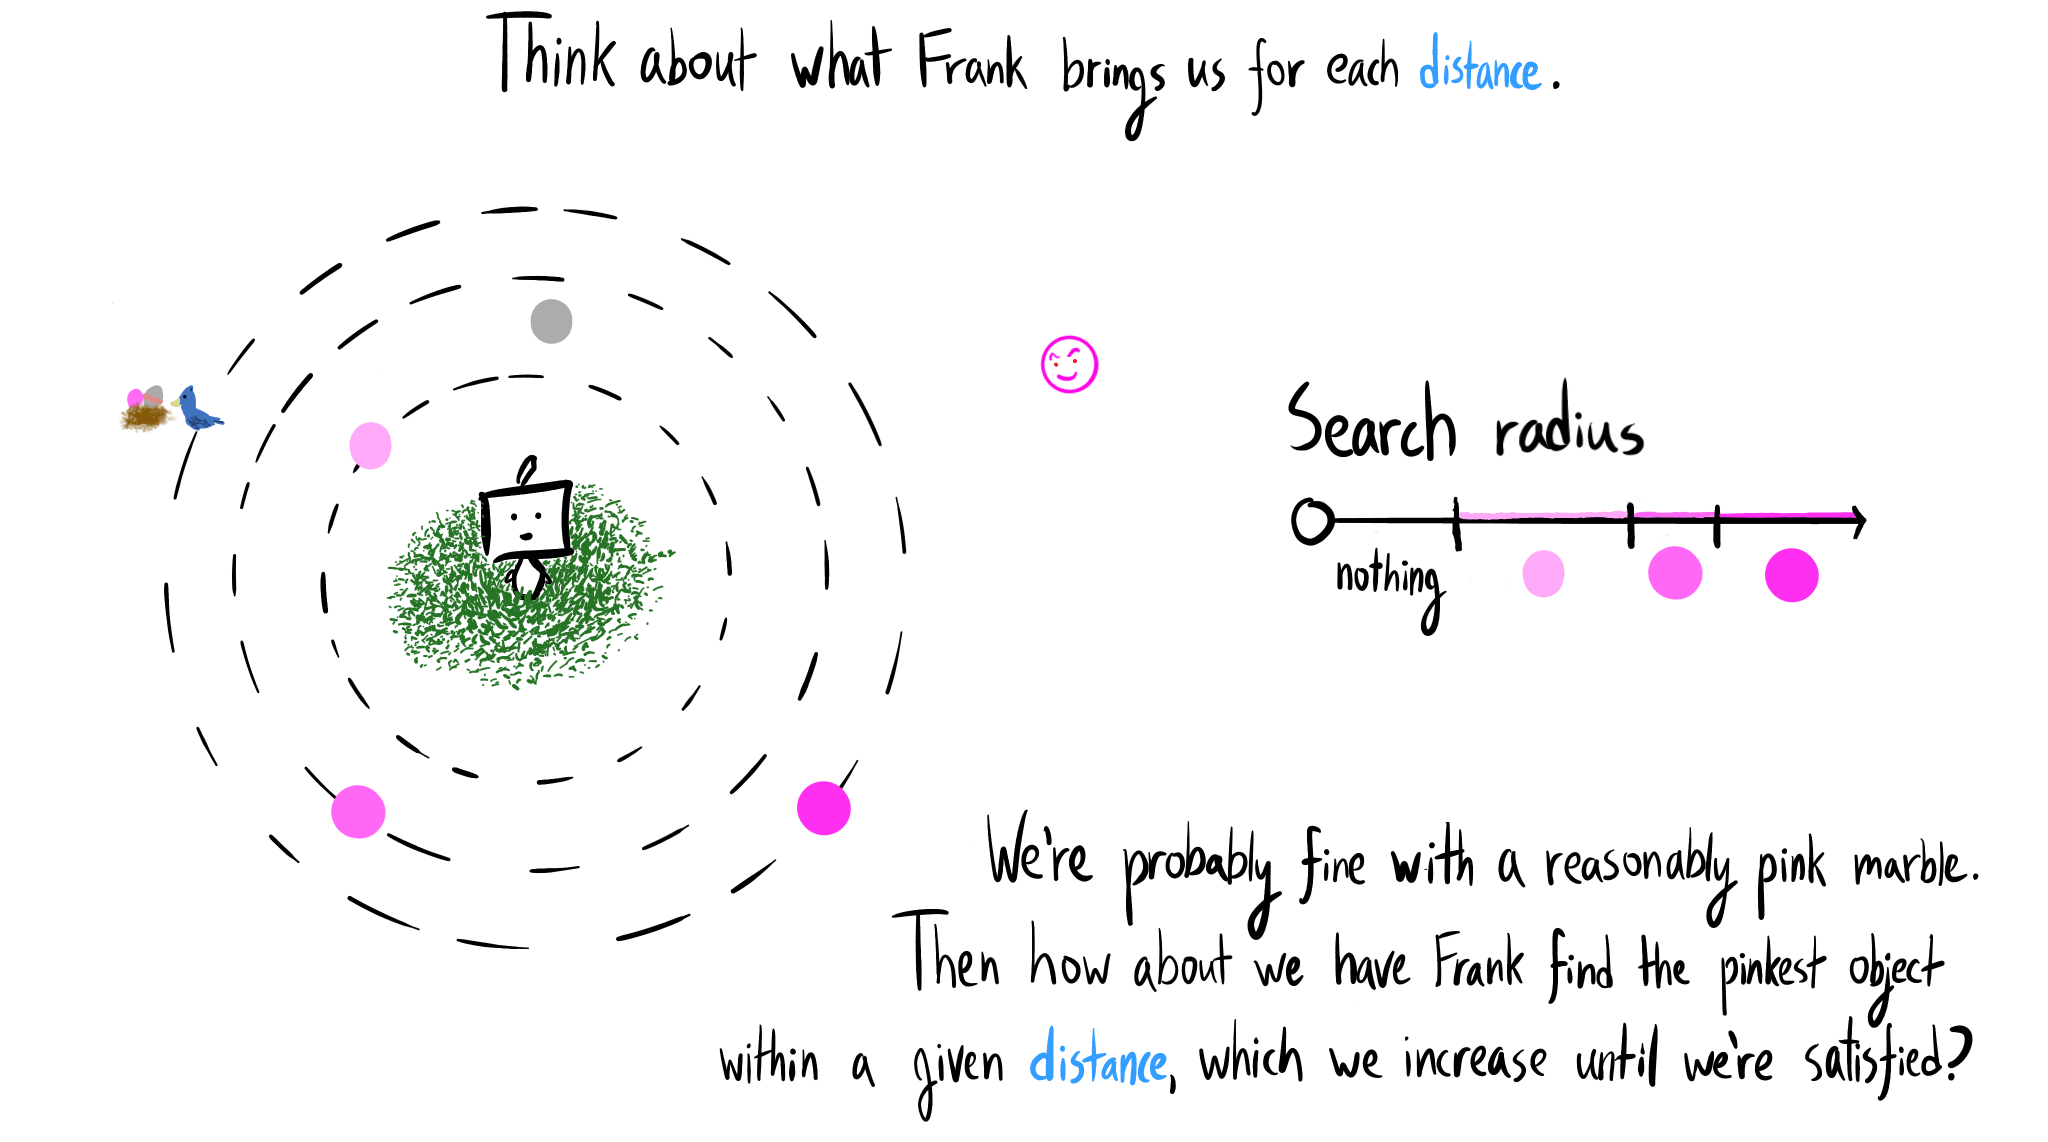 Think about what Frank brings us for each distance.
Search radius
nothing
We're probably fine with a reasonably pink marble.
Then how about we have Frank find the pinkest object
within a given distance, which we increase until we're satisfied?